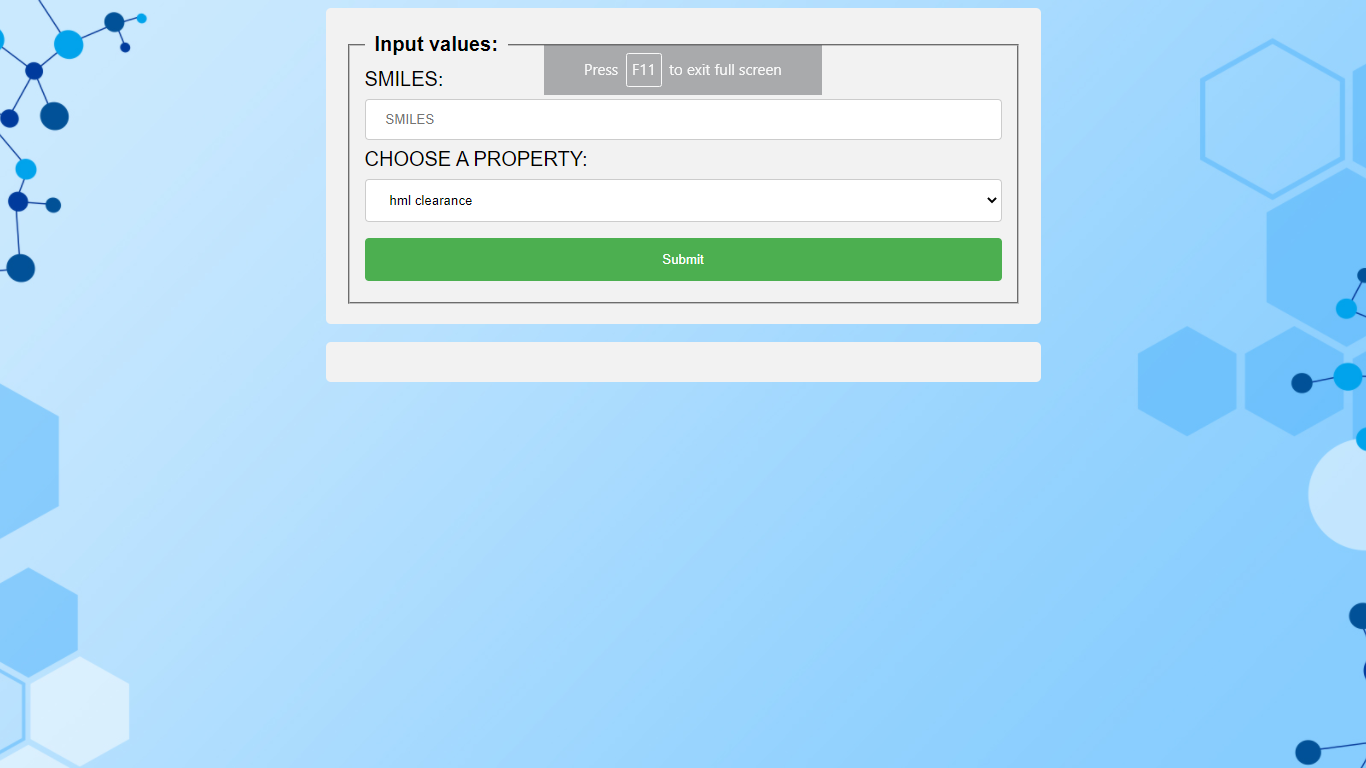 Input values:
Press F11 to exit full screen
SMILES:
SMILES
CHOOSE A PROPERTY:
hml clearance
Submit